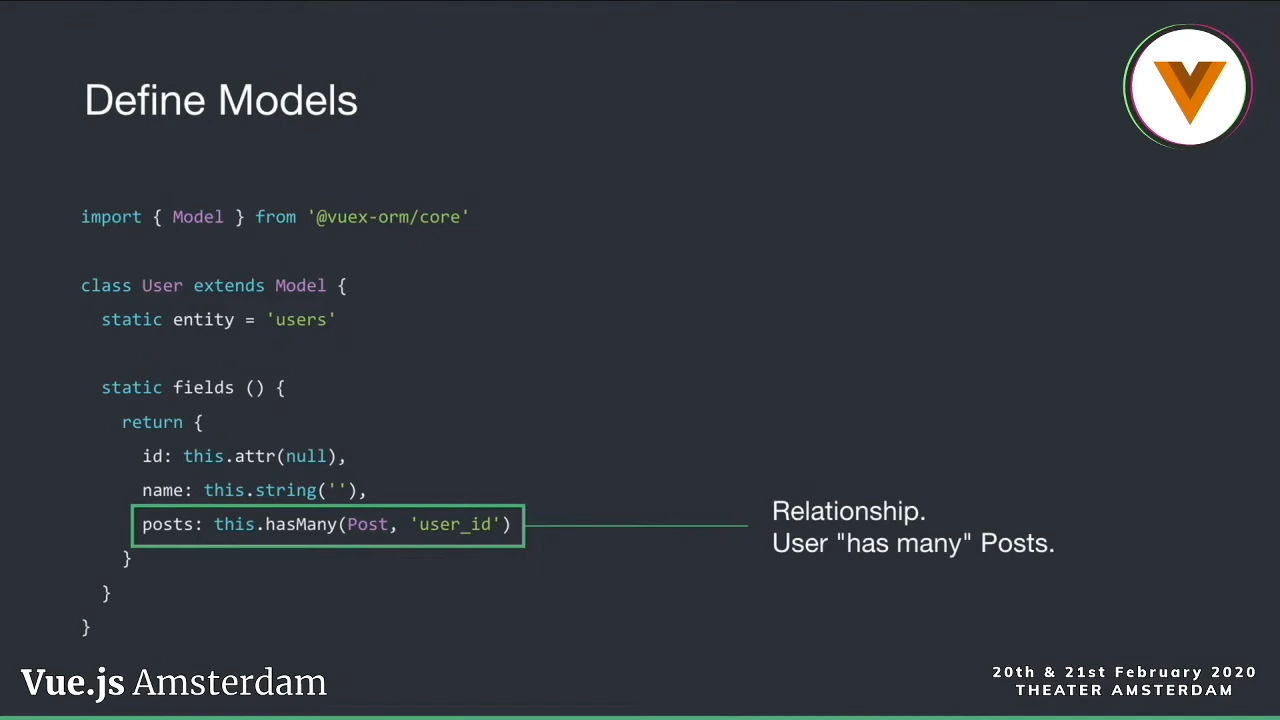 Define Models
import { Model } from '@vuex-orm/core'
class User extends Model {
static entity = 'users'
static fields () {
return {
id: this.attr(null),
name: this.string(''),
posts: this.hasMany(Post, 'user_id')
}
}
}
Relationship.
User "has many" Posts.
Vue.js Amsterdam
20th & 21st February 2020
THEATER AMSTERDAM